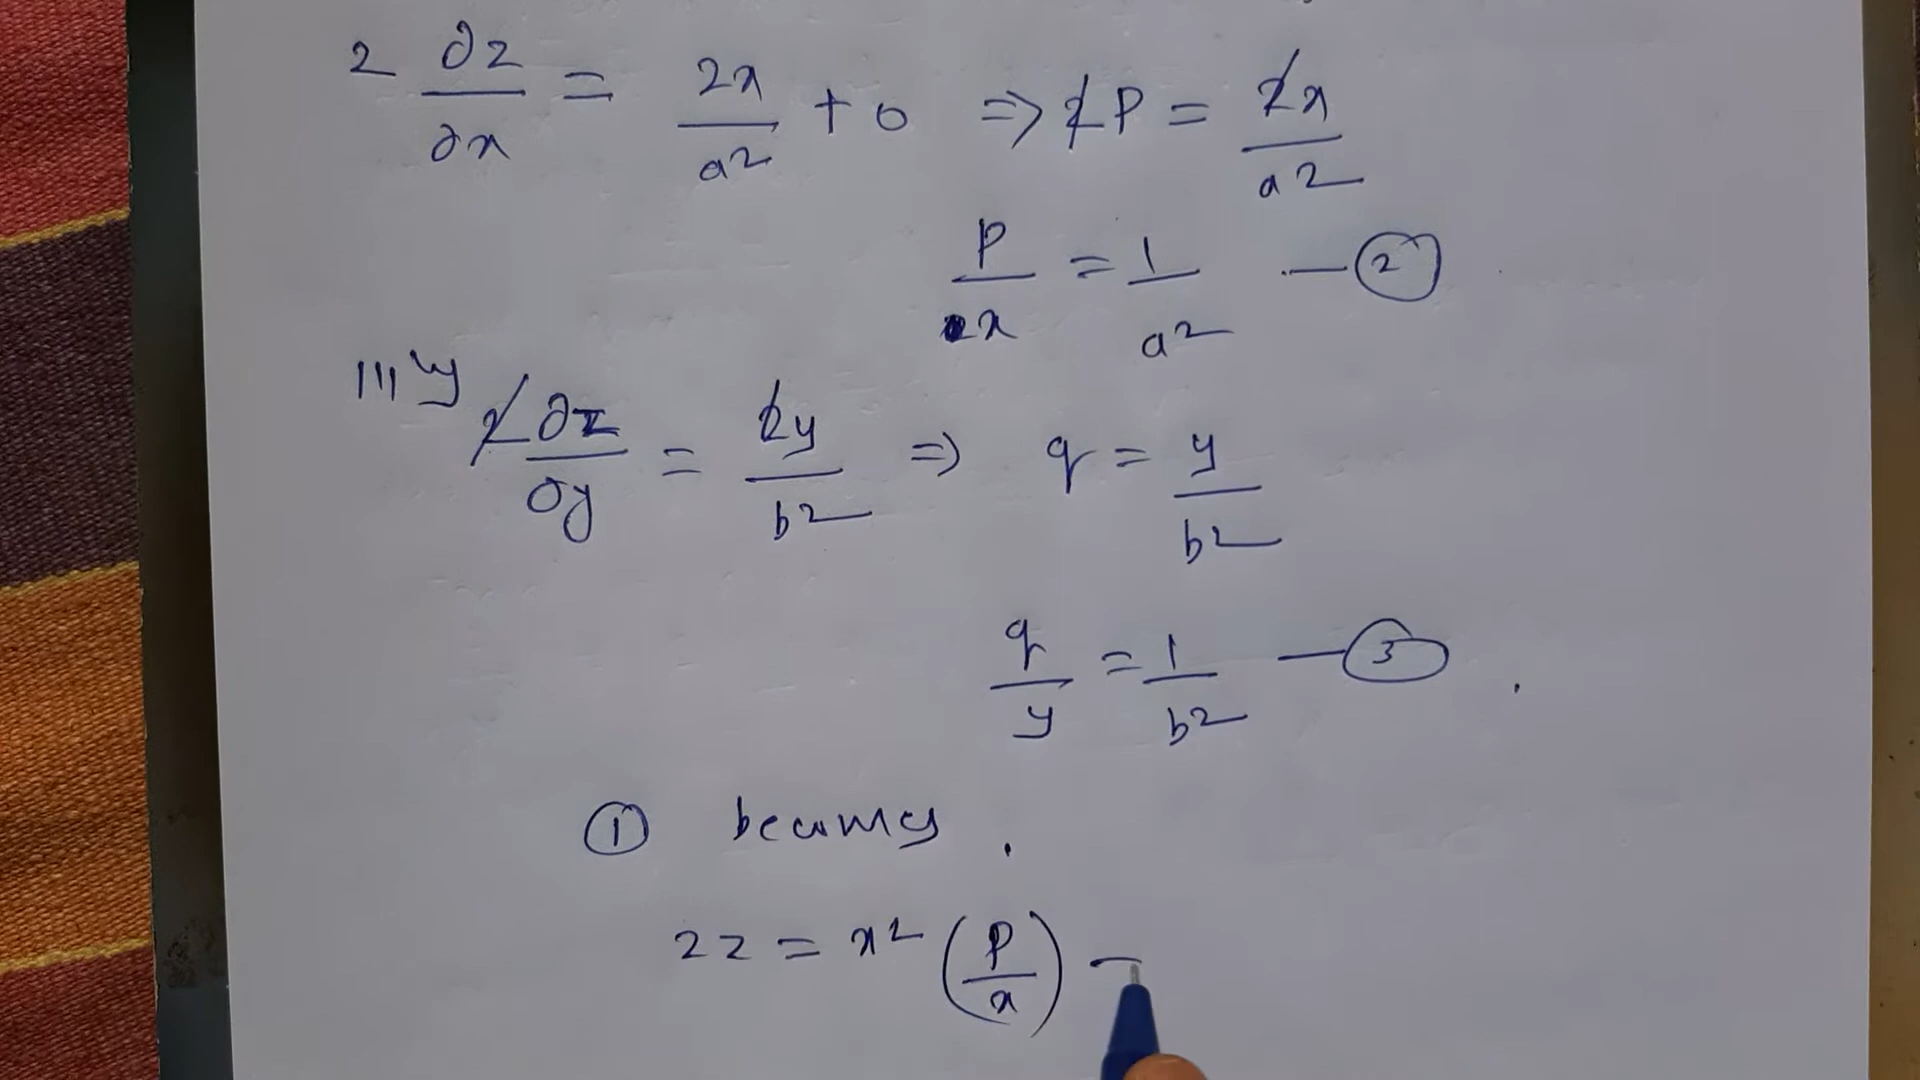 2 ∂z/∂x = 2x/a² + 0 ⇒ 2p = 2x/a²
p/x = 1/a² — ②
|||ly 2∂z/∂y = 2y/b² ⇒ q = y/b²
q/y = 1/b² — ③
① becomes
2z = x² (p/x) –